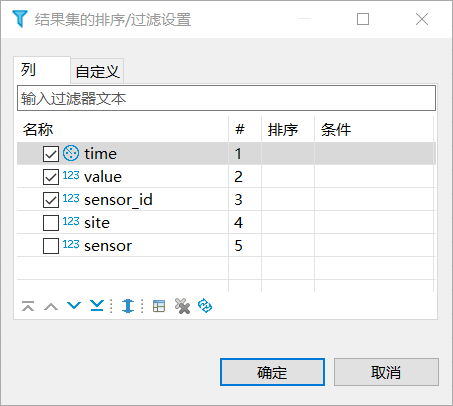 结果集的排序/过滤设置
列 自定义
输入过滤器文本
名称 # 排序 条件
time 1
123 value 2
123 sensor_id 3
123 site 4
123 sensor 5
确定 取消